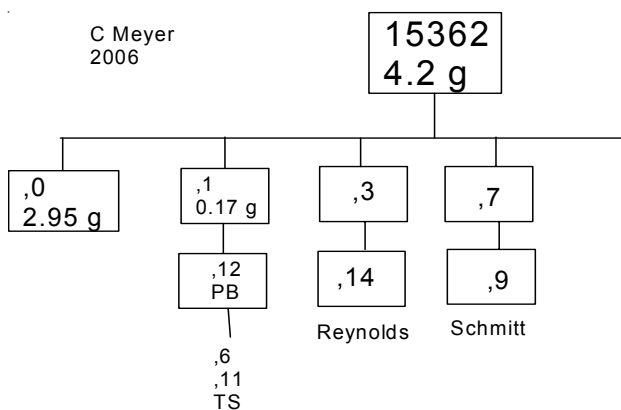 C Meyer
2006
15362
4.2 g
,0
2.95 g
,1
0.17 g
,3
,7
,12
PB
,14
,9
Reynolds
Schmitt
,6
,11
TS